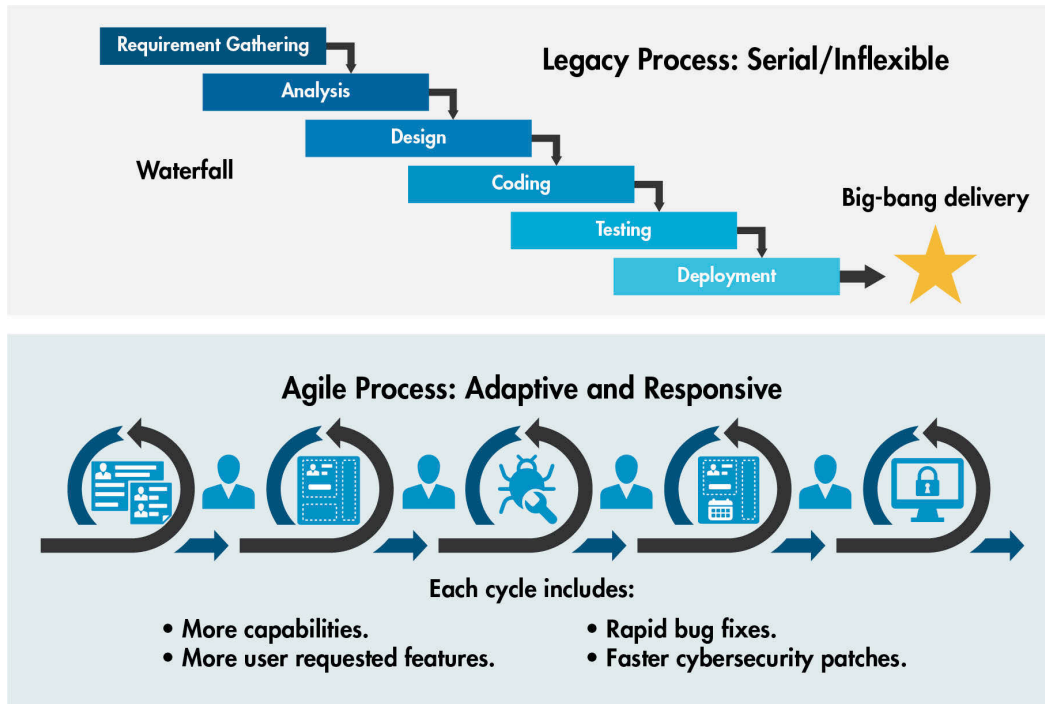 Requirement Gathering
Legacy Process: Serial/Inflexible
Analysis
Design
Waterfall
Coding
Big-bang delivery
Testing
Deployment
Agile Process: Adaptive and Responsive
Each cycle includes:
• More capabilities.
• More user requested features.
• Rapid bug fixes.
• Faster cybersecurity patches.